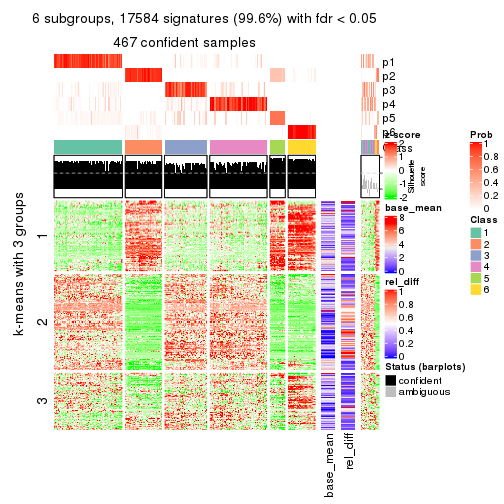 6 subgroups, 17584 signatures (99.6%) with fdr < 0.05
467 confident samples
p1
p2
p3
p4
p5
p6
Class
Silhouette
score
k-means with 3 groups
1
2
3
base_mean
rel_diff
z-score
2
1
0
-1
-2
base_mean
8
6
4
2
0
rel_diff
1
0.8
0.6
0.4
0.2
0
Status (barplots)
confident
ambiguous
Prob
1
0.8
0.6
0.4
0.2
0
Class
1
2
3
4
5
6